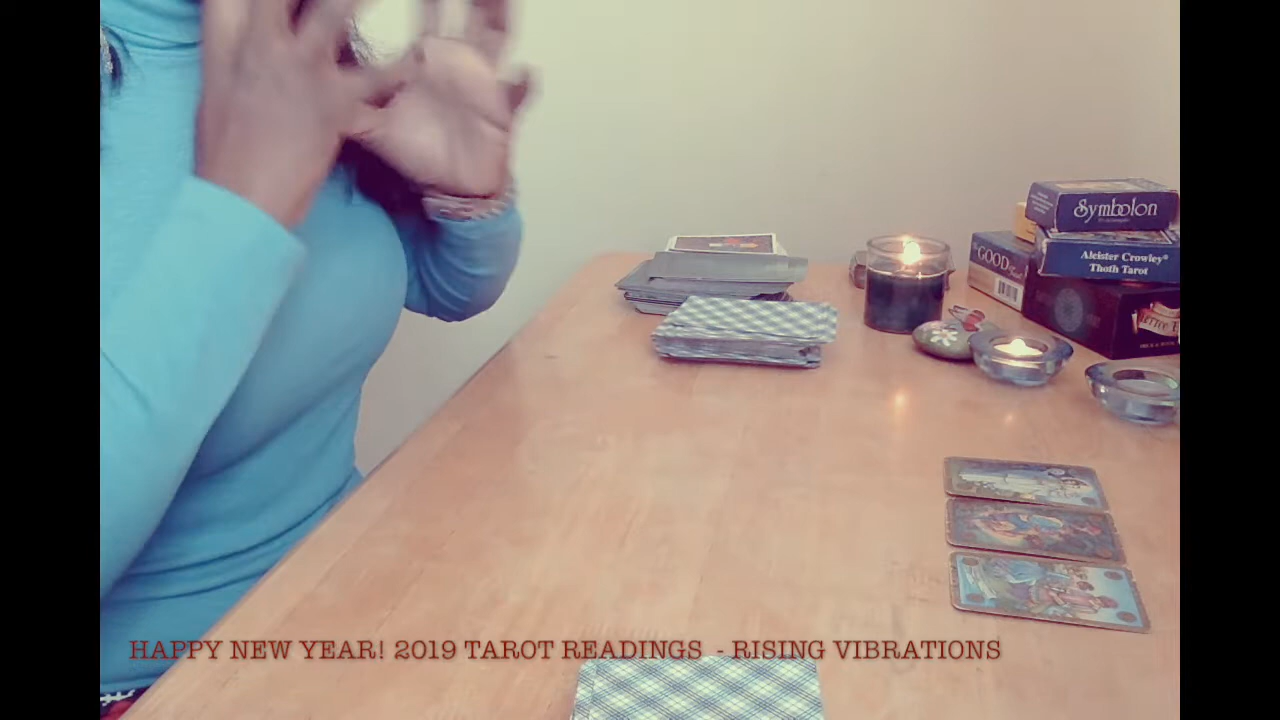 Symbolon
Aleister Crowley®
Thoth Tarot
GOOD
HAPPY NEW YEAR! 2019 TAROT READINGS - RISING VIBRATIONS